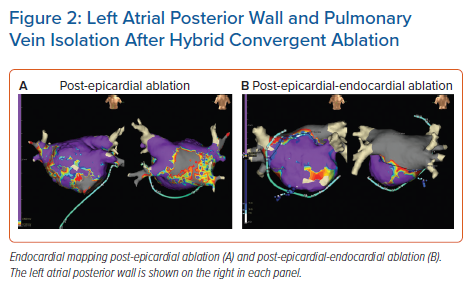 Figure 2: Left Atrial Posterior Wall and Pulmonary
Vein Isolation After Hybrid Convergent Ablation
A Post-epicardial ablation
B Post-epicardial-endocardial ablation
Endocardial mapping post-epicardial ablation (A) and post-epicardial-endocardial ablation (B).
The left atrial posterior wall is shown on the right in each panel.